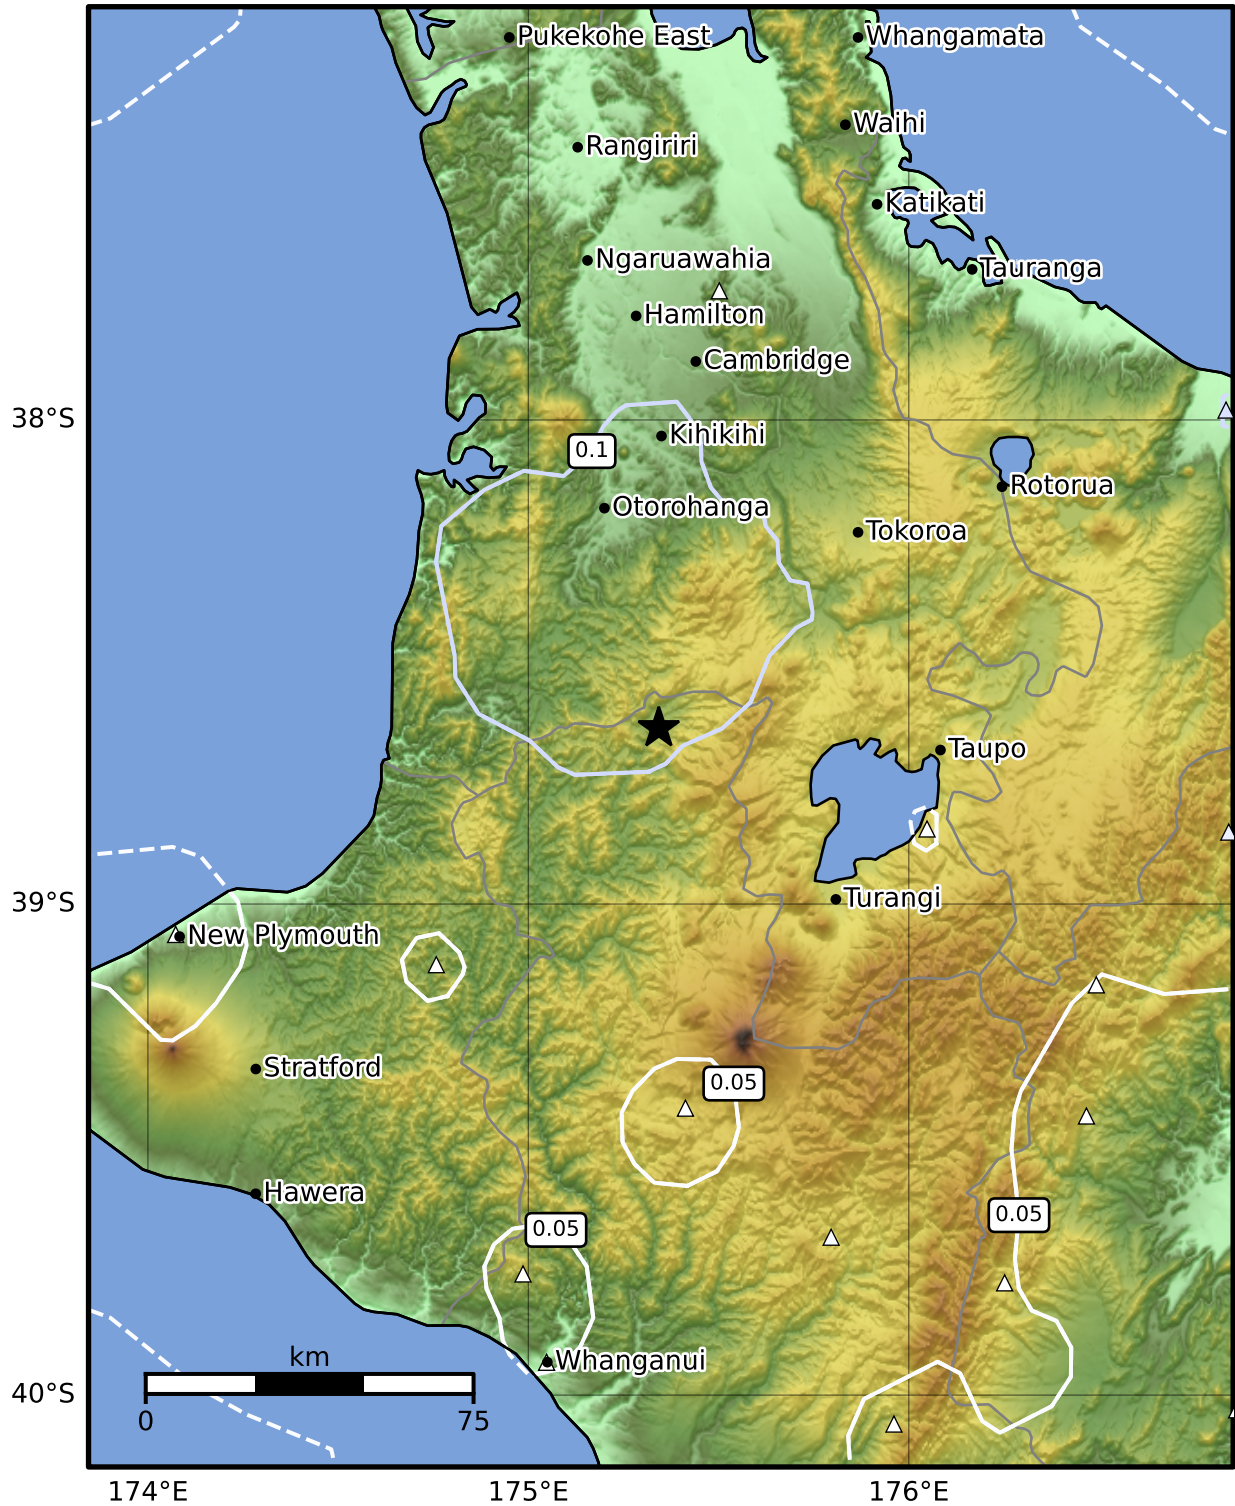 Pukekohe East
Whangamata
Waihi
Rangiriri
Katikati
Ngaruawahia
Tauranga
Hamilton
Cambridge
38°S
Kihikihi
0.1
Rotorua
Otorohanga
Tokoroa
Taupo
39°S
Turangi
New Plymouth
Stratford
0.05
Hawera
0.05
0.05
km
Whanganui
40°S
0
75
174°E
175°E
176°E